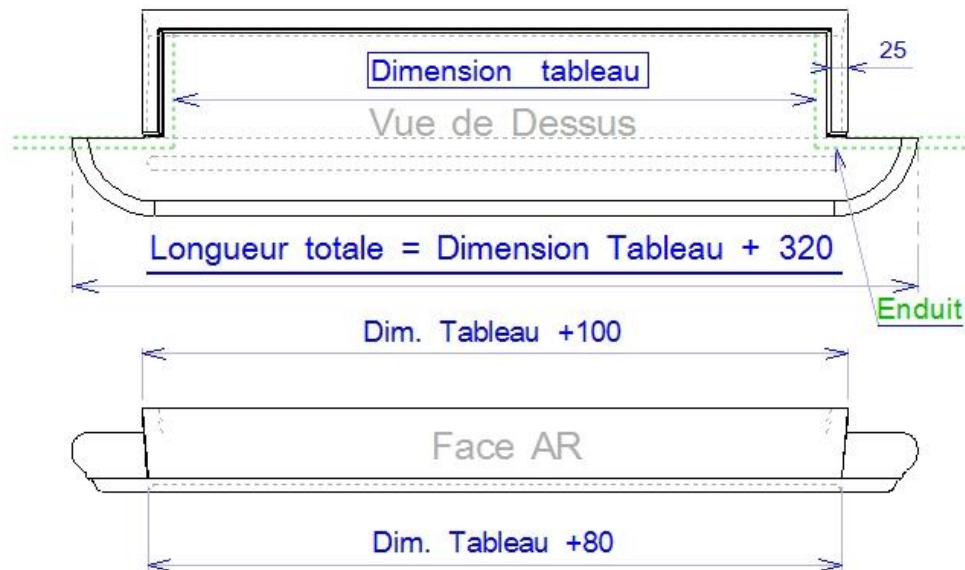 25
Dimension tableau
Vue de Dessus
Longueur totale = Dimension Tableau + 320
Enduit
Dim. Tableau +100
Face AR
Dim. Tableau +80